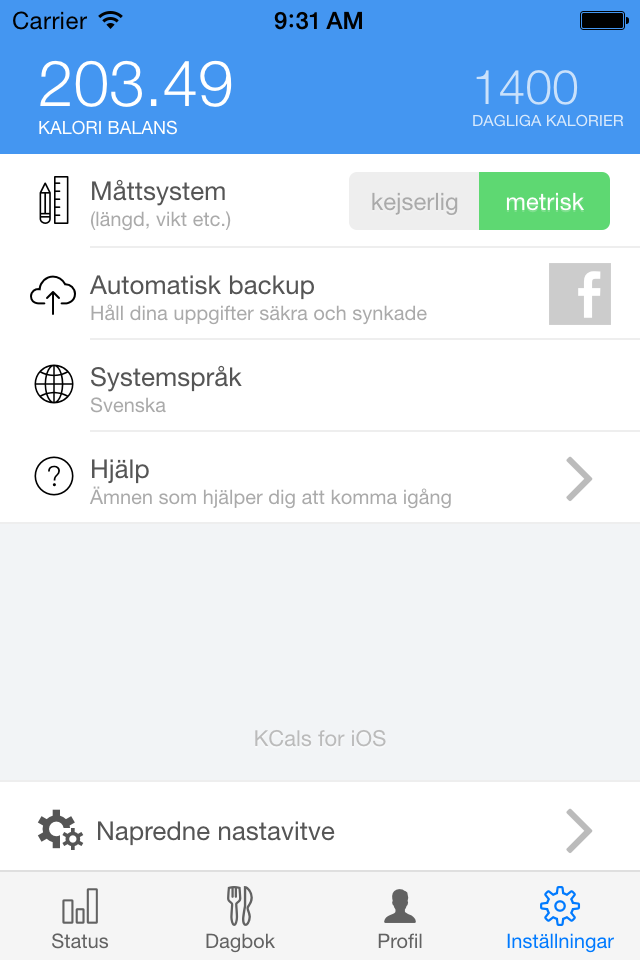 Carrier 9:31 AM
203.49
KALORI BALANS
1400
DAGLIGA KALORIER
Måttsystem
(längd, vikt etc.)
kejserlig metrisk
Automatisk backup
Håll dina uppgifter säkra och synkade
f
Systemspråk
Svenska
?
Hjälp
Ämnen som hjälper dig att komma igång
KCals for iOS
Napredne nastavitve
Status Dagbok Profil Inställningar